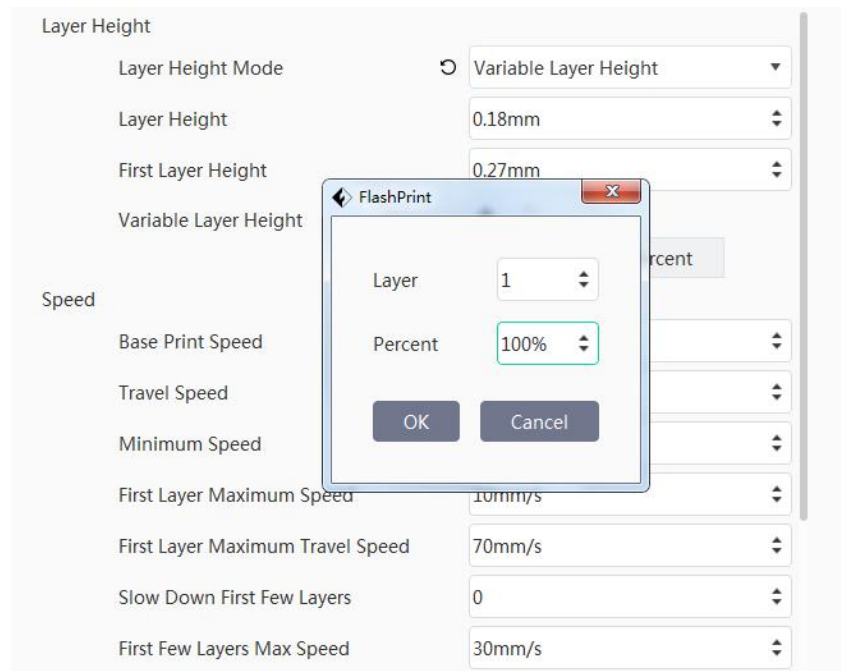 Layer Height
Layer Height Mode Variable Layer Height
Layer Height 0.18mm
First Layer Height 0.27mm
FlashPrint
Variable Layer Height
Layer 1
Speed
Base Print Speed
Percent 100%
Travel Speed
OK Cancel
Minimum Speed
First Layer Maximum Speed 10mm/s
First Layer Maximum Travel Speed 70mm/s
Slow Down First Few Layers 0
First Few Layers Max Speed 30mm/s